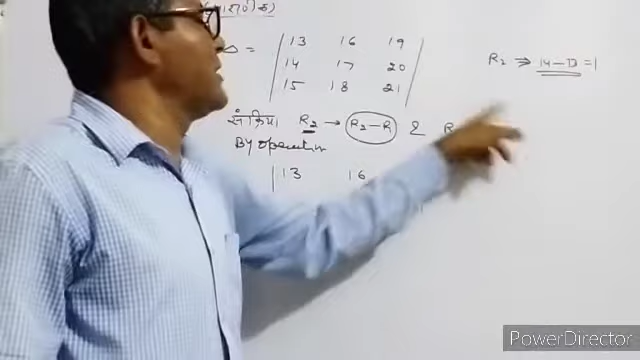 (सारणिक)
Δ = | 13 16 19 |
| 14 17 20 |
| 15 18 21 |
R₂ ⇒ 14 - 13 = 1
संक्रिया R₂ → R₂-R₁ & R
By operation
| 13 16
PowerDirector